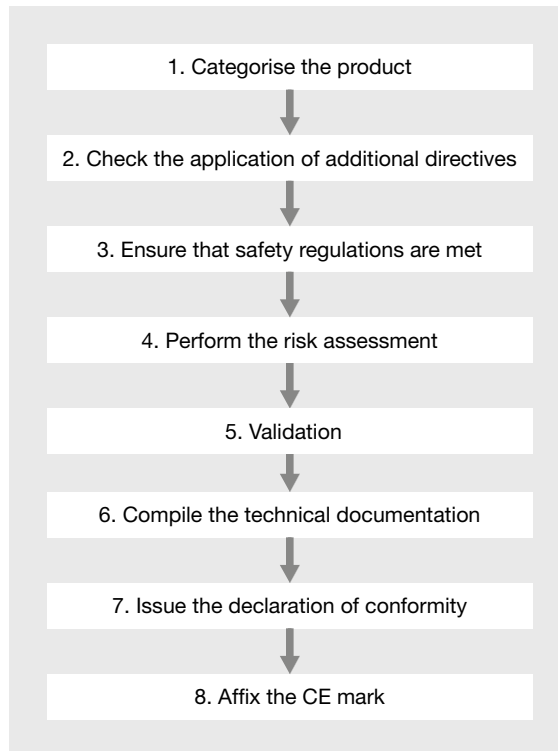 1. Categorise the product
2. Check the application of additional directives
3. Ensure that safety regulations are met
4. Perform the risk assessment
5. Validation
6. Compile the technical documentation
7. Issue the declaration of conformity
8. Affix the CE mark